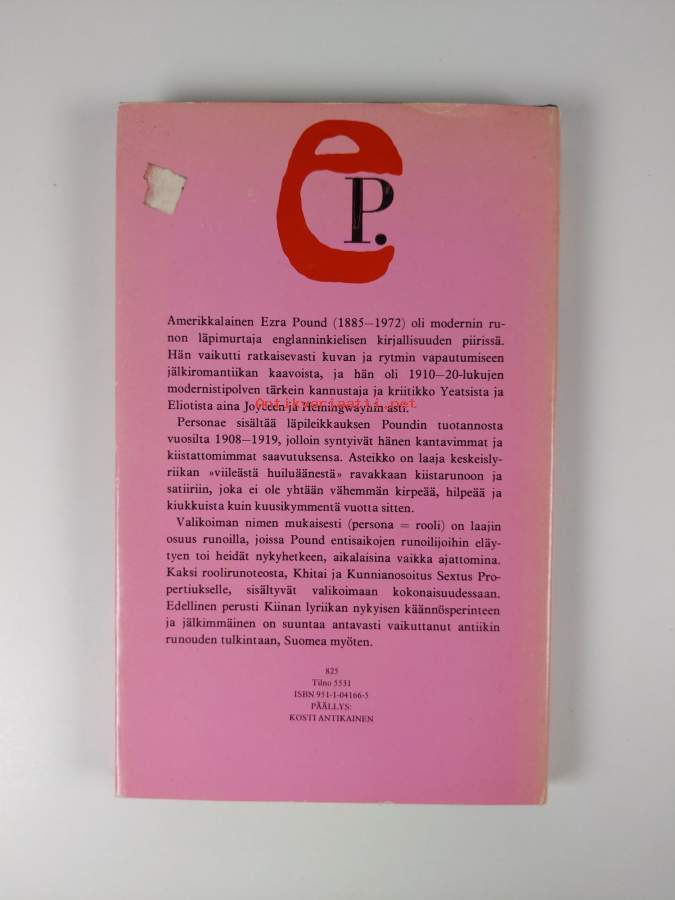 e
P.
Amerikkalainen Ezra Pound (1885—1972) oli modernin ru-
non läpimurtaja englanninkielisen kirjallisuuden piirissä.
Hän vaikutti ratkaisevasti kuvan ja rytmin vapautumiseen
jälkiromantiikan kaavoista, ja hän oli 1910—20-lukujen
modernistipolven tärkein kannustaja ja kriitikko Yeatsista ja
Eliotista aina Joyceen ja Hemingwayhin asti.
Antikvariaatti.net
Personae sisältää läpileikkauksen Poundin tuotannosta
vuosilta 1908—1919, jolloin syntyivät hänen kantavimmat ja
kiistattomimmat saavutuksensa. Asteikko on laaja keskeisly-
riikan »viileästä huiluäänestä» ravakkaan kiistarunoon ja
satiiriin, joka ei ole yhtään vähemmän kirpeää, hilpeää ja
kiukkuista kuin kuusikymmentä vuotta sitten.
Valikoiman nimen mukaisesti (persona = rooli) on laajin
osuus runoilla, joissa Pound entisaikojen runoilijoihin eläy-
tyen toi heidät nykyhetkeen, aikalaisina vaikka ajattomina.
Kaksi roolirunoteosta, Khitai ja Kunnianosoitus Sextus Pro-
pertiukselle, sisältyvät valikoimaan kokonaisuudessaan.
Edellinen perusti Kiinan lyriikan nykyisen käännösperinteen
ja jälkimmäinen on suuntaa antavasti vaikuttanut antiikin
runouden tulkintaan, Suomea myöten.
825
Tilno 5531
ISBN 951-1-04166-5
PÄÄLLYS:
KOSTI ANTIKAINEN